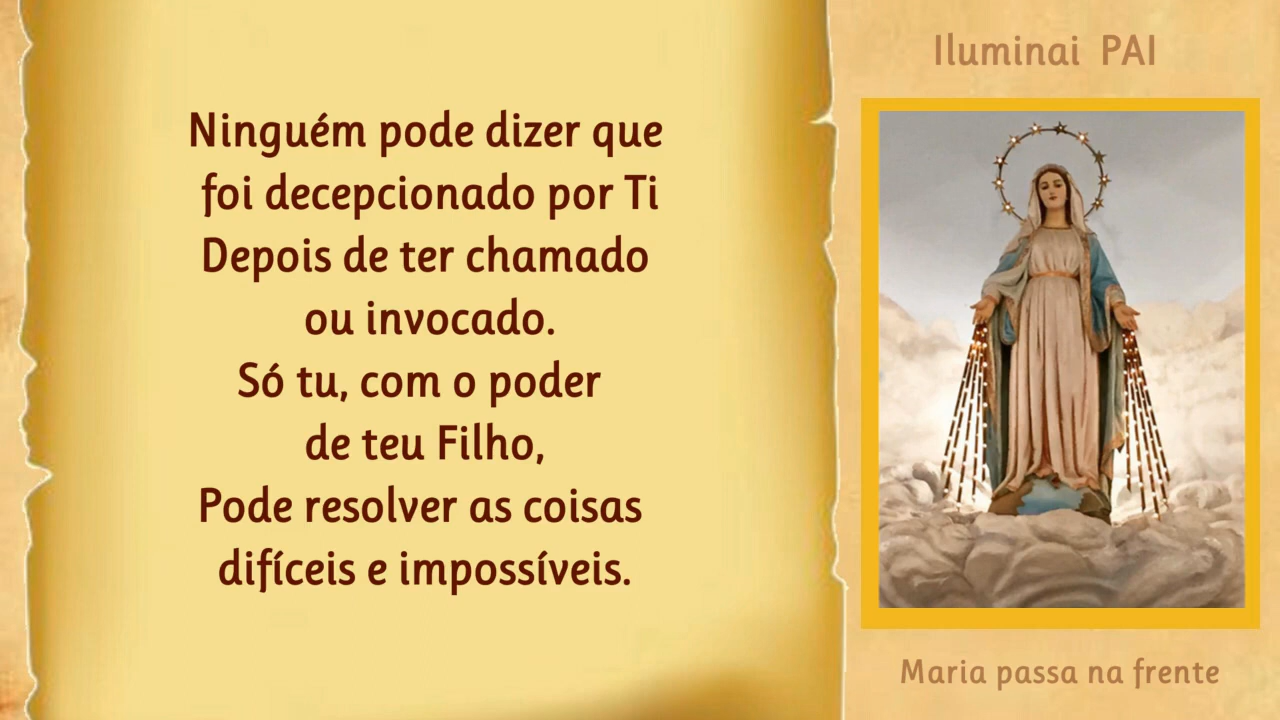 Ninguém pode dizer que
foi decepcionado por Ti
Depois de ter chamado
ou invocado.
Só tu, com o poder
de teu Filho,
Pode resolver as coisas
difíceis e impossíveis.
Iluminai PAI
Maria passa na frente